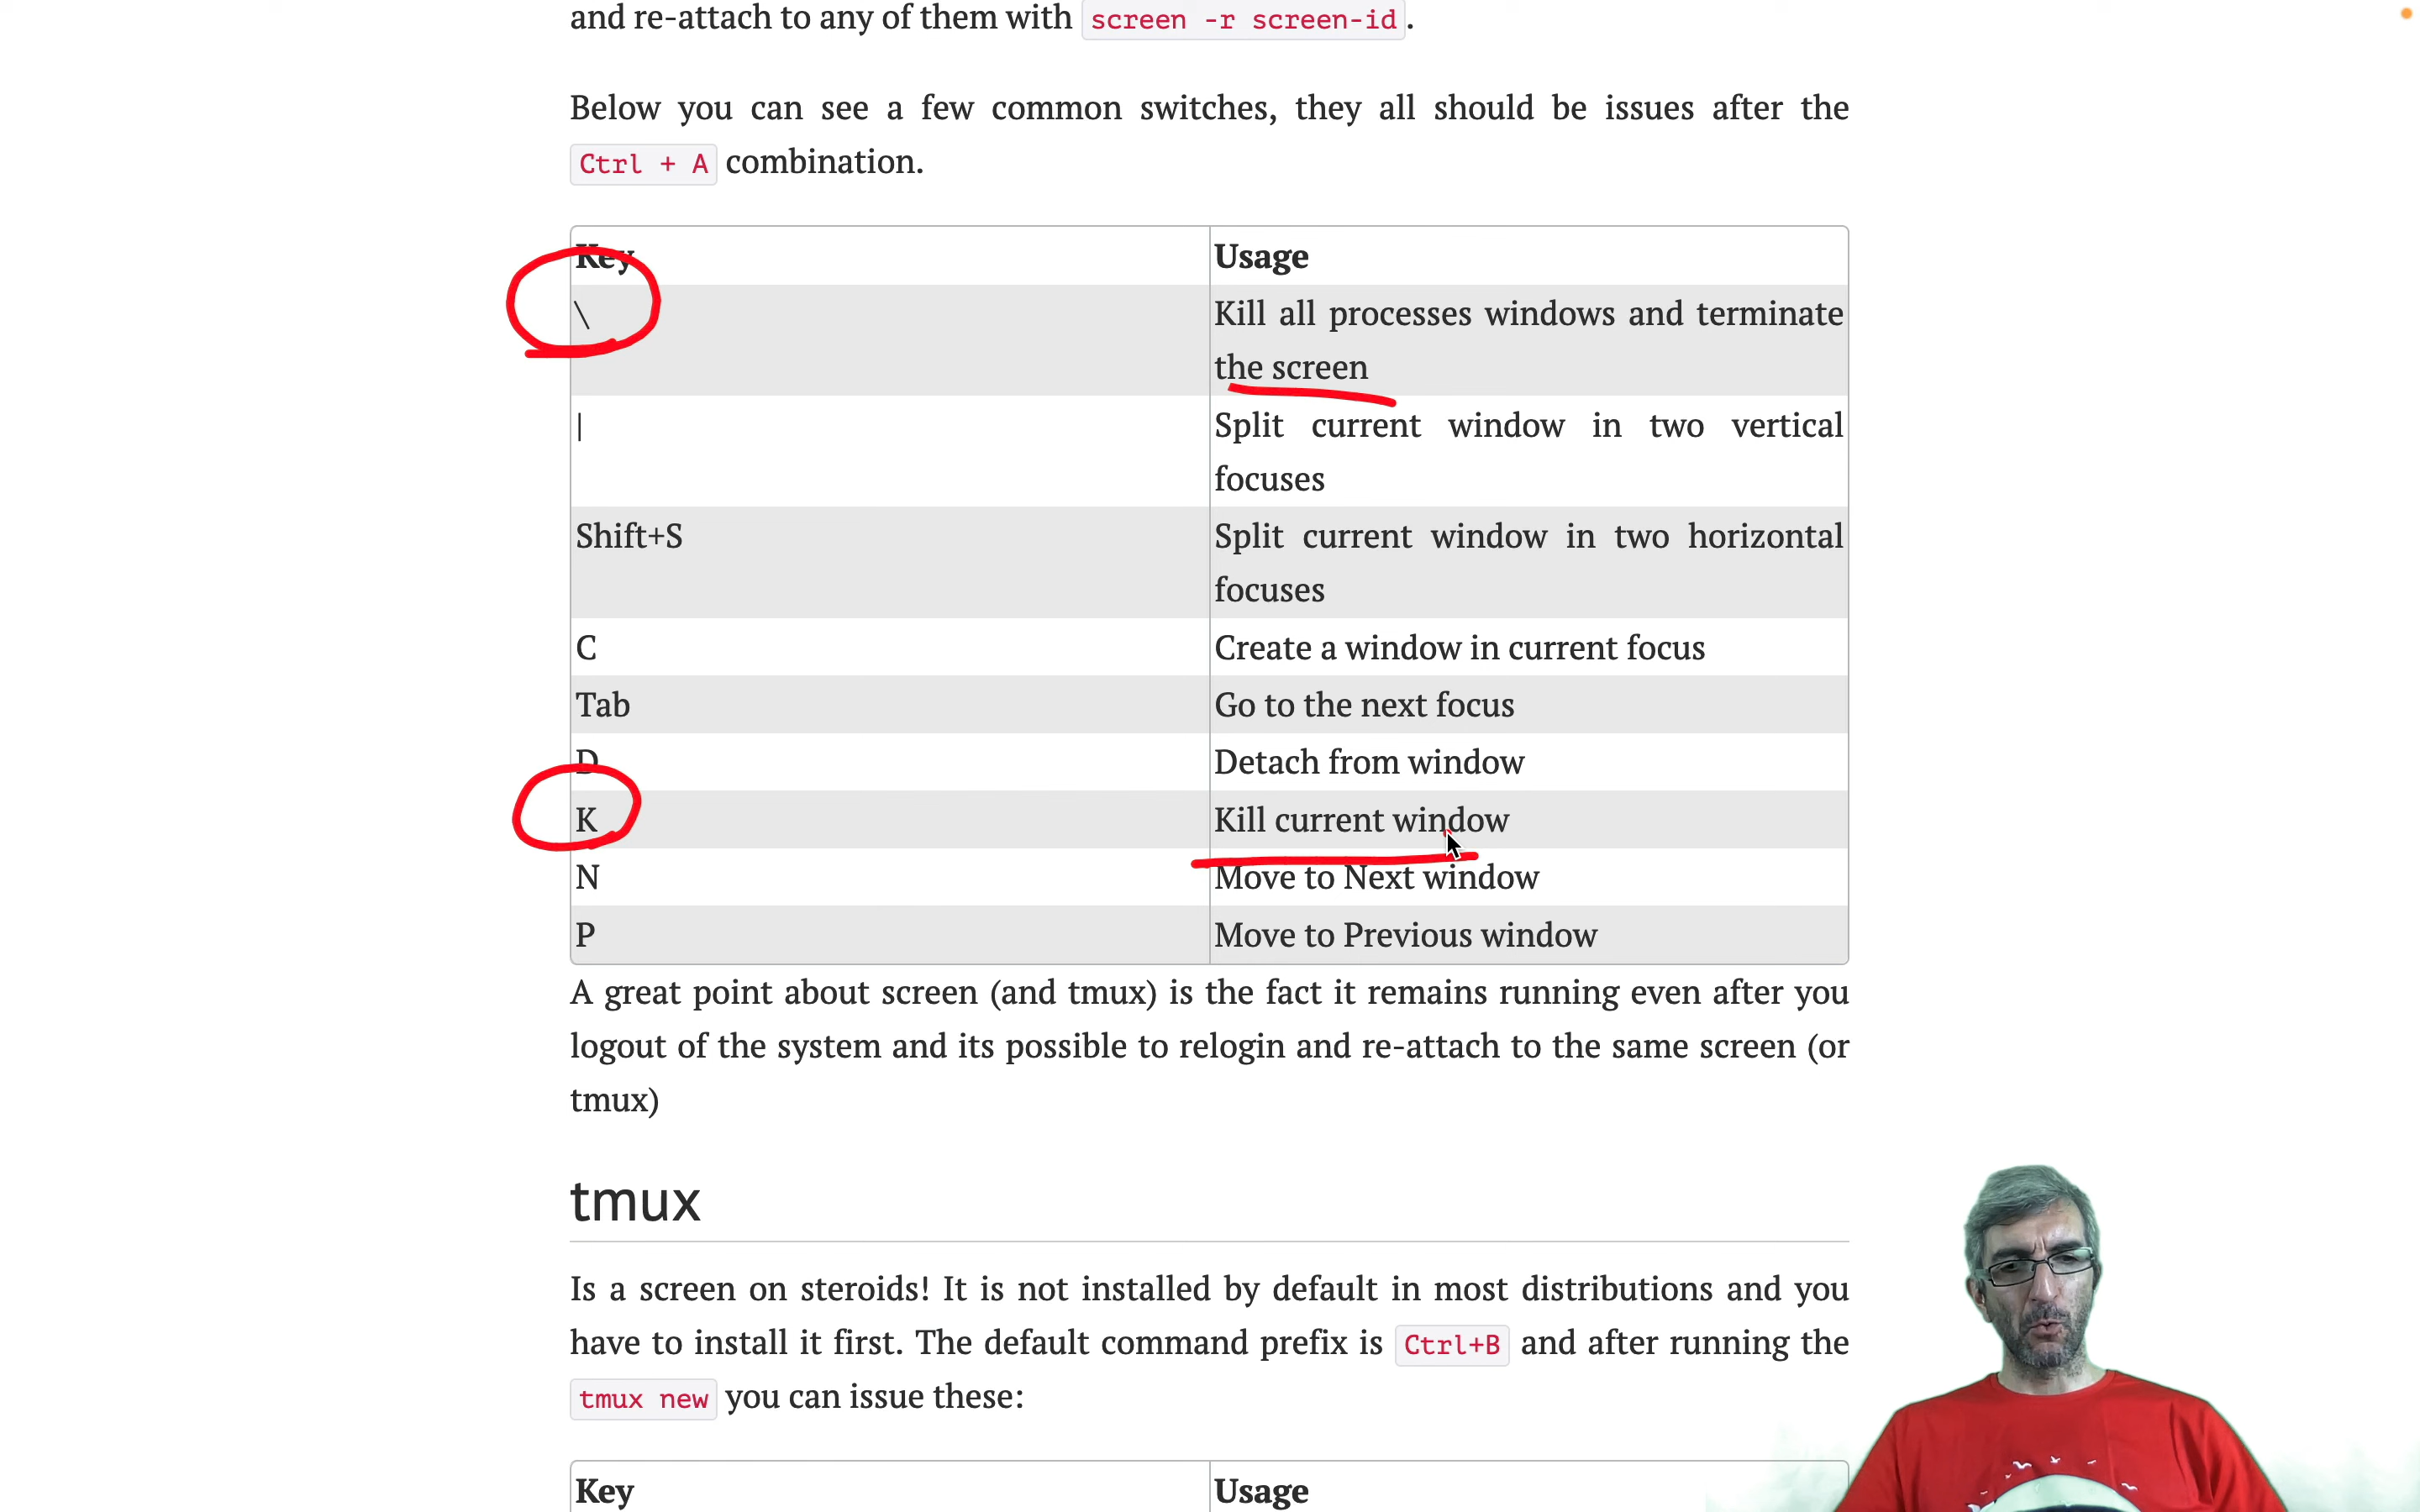 and re-attach to any of them with screen -r screen-id.
Below you can see a few common switches, they all should be issues after the
Ctrl + A combination.
Key Usage
\ Kill all processes windows and terminate
the screen
| Split current window in two vertical
focuses
Shift+S Split current window in two horizontal
focuses
C Create a window in current focus
Tab Go to the next focus
D Detach from window
K Kill current window
N Move to Next window
P Move to Previous window
A great point about screen (and tmux) is the fact it remains running even after you
logout of the system and its possible to relogin and re-attach to the same screen (or
tmux)
tmux
Is a screen on steroids! It is not installed by default in most distributions and you
have to install it first. The default command prefix is Ctrl+B and after running the
tmux new you can issue these:
Key Usage